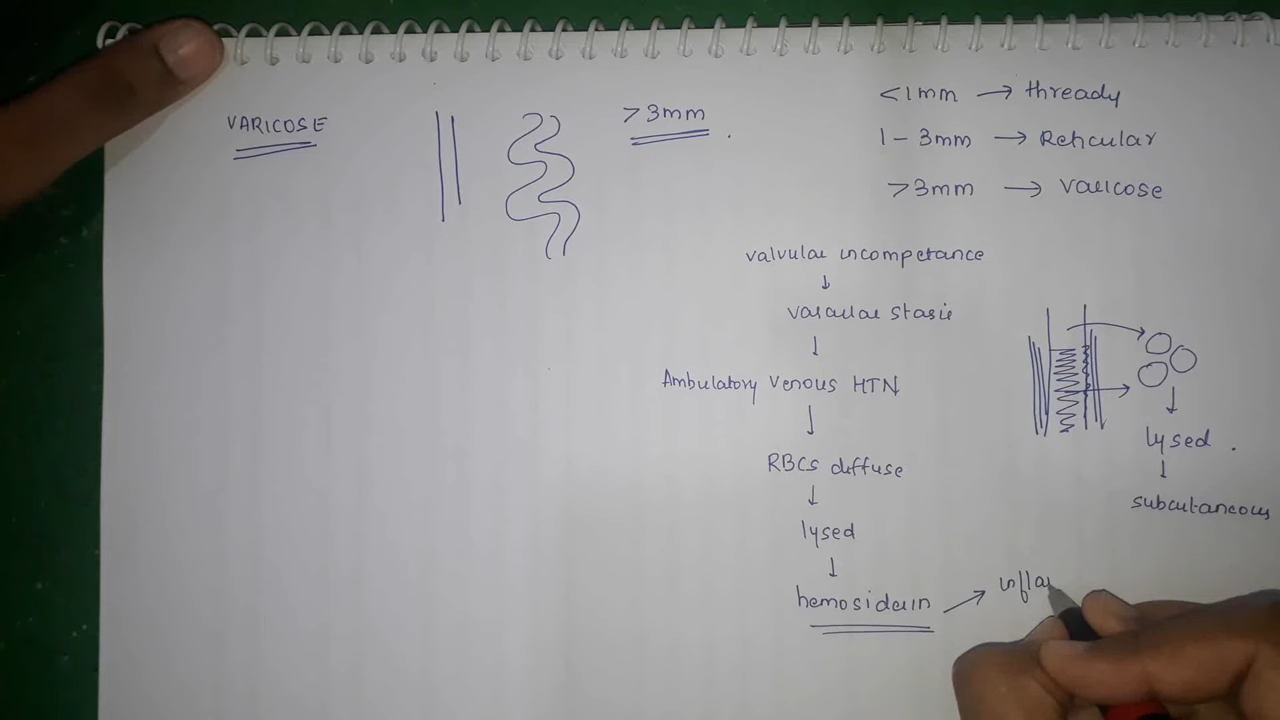 VARICOSE
>3mm .
<1mm → thready
1 - 3mm → Reticular
>3mm → Varicose
valvular incompetance
↓
vascular stasis
↓
Ambulatory Venous HTN
↓
RBCs diffuse
↓
lysed
↓
hemosiderin → infla
lysed .
↓
subcutaneous